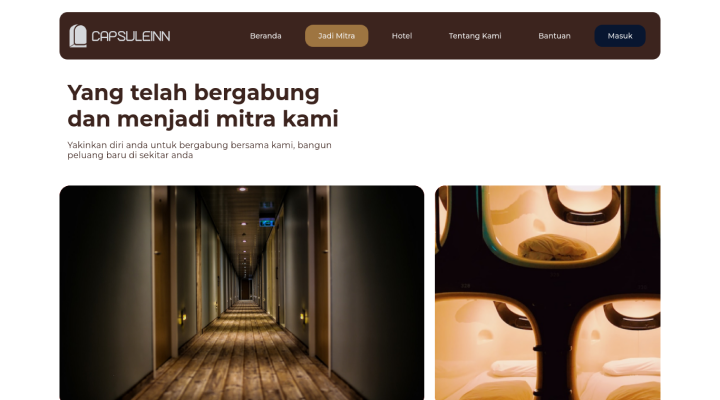 CAPSULEINN
Beranda
Jadi Mitra
Hotel
Tentang Kami
Bantuan
Masuk
Yang telah bergabung
dan menjadi mitra kami
Yakinkan diri anda untuk bergabung bersama kami, bangun
peluang baru di sekitar anda